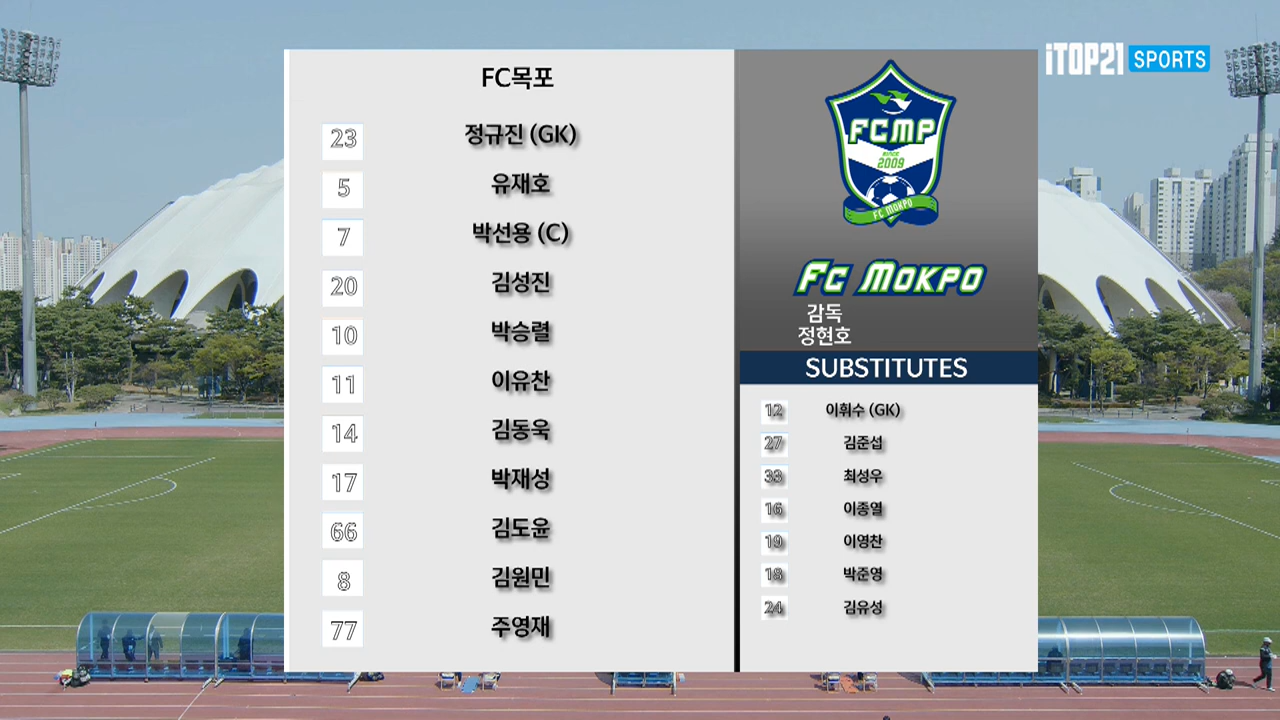 iTOP21 SPORTS
FC목포
23 정규진 (GK)
5 유재호
7 박선용 (C)
20 김성진
10 박승렬
11 이유찬
14 김동욱
17 박재성
66 김도윤
8 김원민
77 주영재
FCMP
SINCE
2009
FC MOKPO
FC MOKPO
감독
정현호
SUBSTITUTES
12 이휘수 (GK)
27 김준섭
33 최성우
16 이종열
19 이영찬
18 박준영
24 김유성